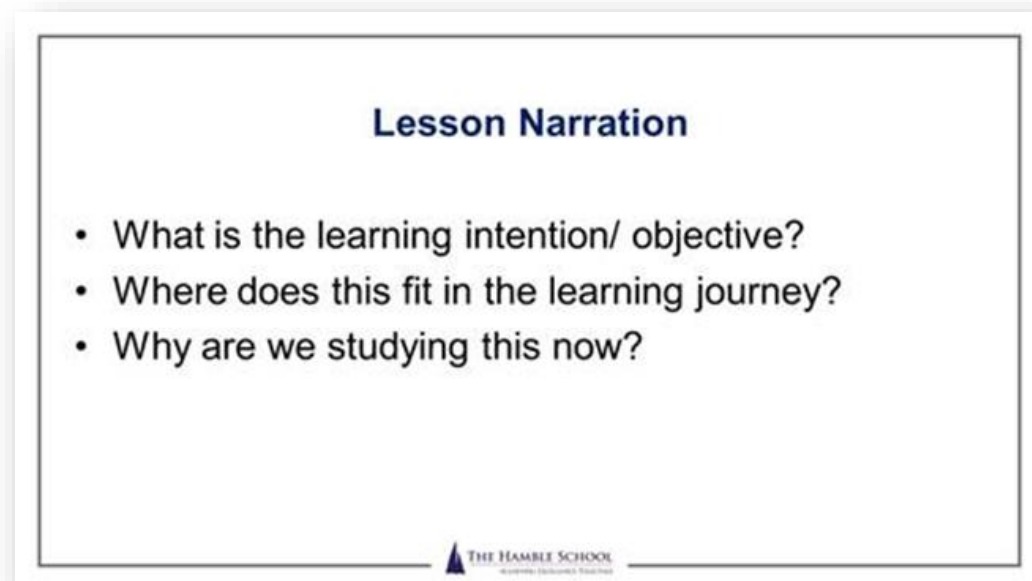 Lesson Narration
• What is the learning intention/ objective?
• Where does this fit in the learning journey?
• Why are we studying this now?
THE HAMBLE SCHOOL